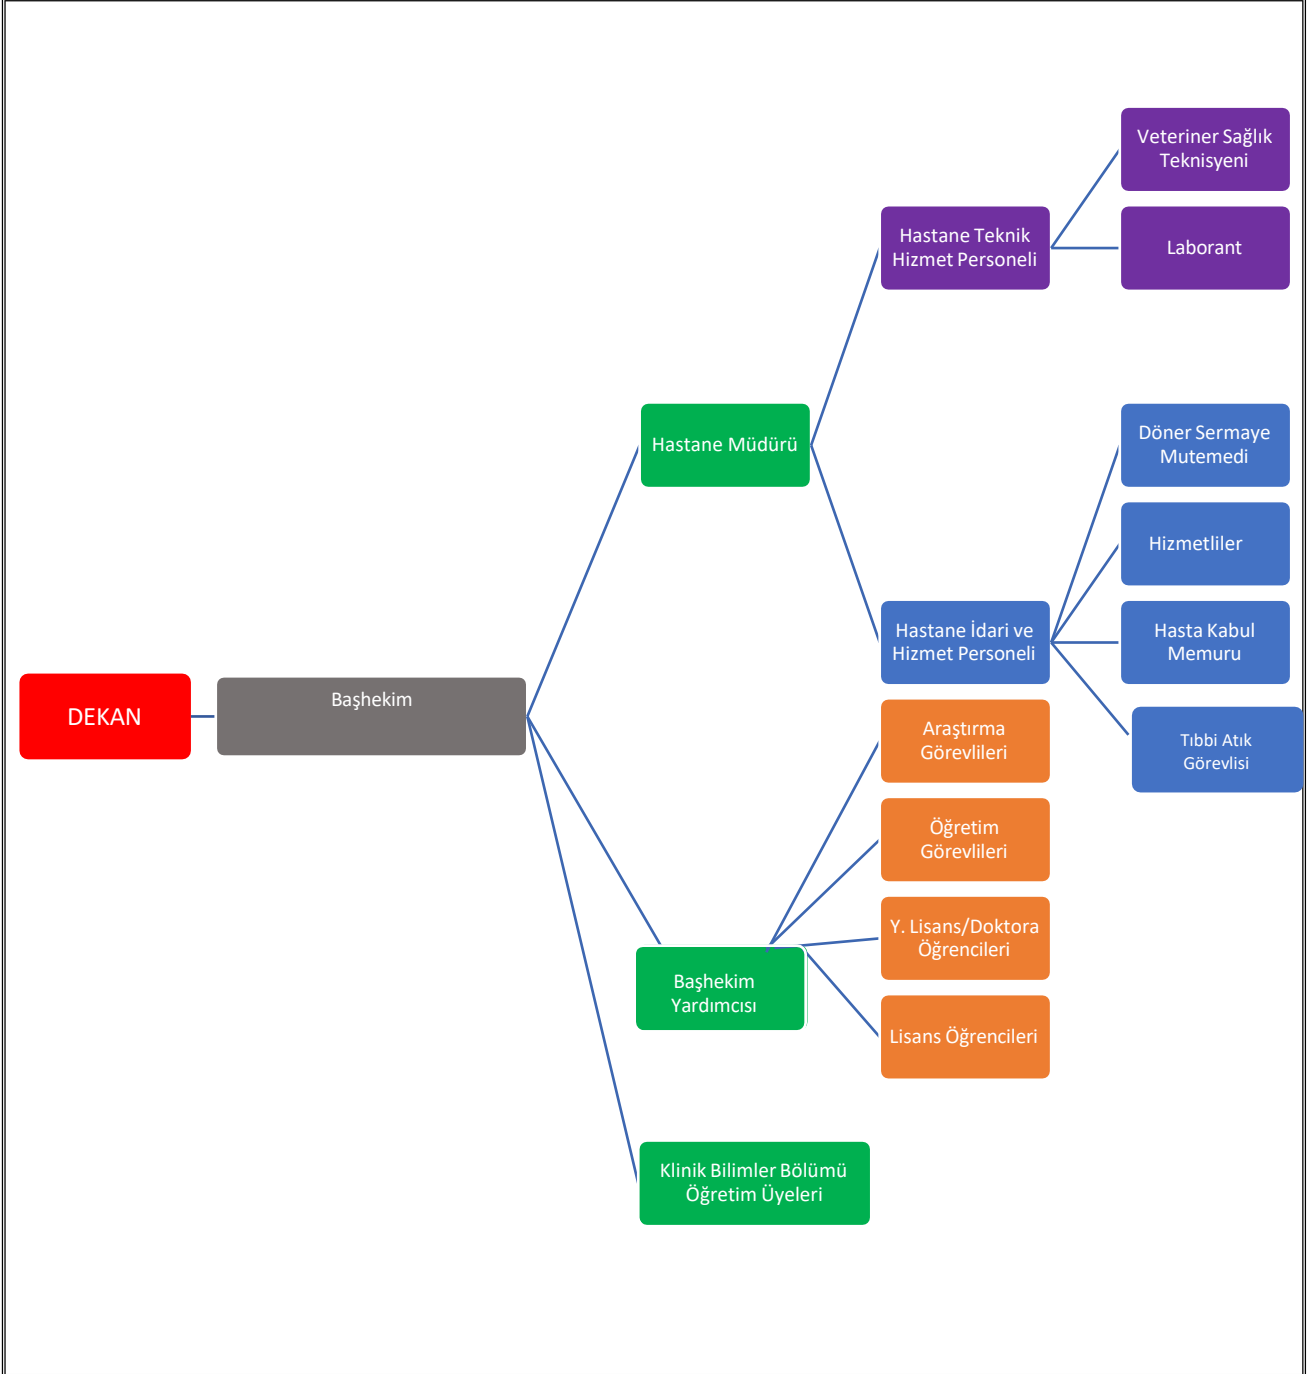 DEKAN
Başhekim
Hastane Müdürü
Hastane Teknik
Hizmet Personeli
Veteriner Sağlık
Teknisyeni
Laborant
Hastane İdari ve
Hizmet Personeli
Döner Sermaye
Mutemedi
Hizmetliler
Hasta Kabul
Memuru
Tıbbi Atık
Görevlisi
Başhekim
Yardımcısı
Araştırma
Görevlileri
Öğretim
Görevlileri
Y. Lisans/Doktora
Öğrencileri
Lisans Öğrencileri
Klinik Bilimler Bölümü
Öğretim Üyeleri